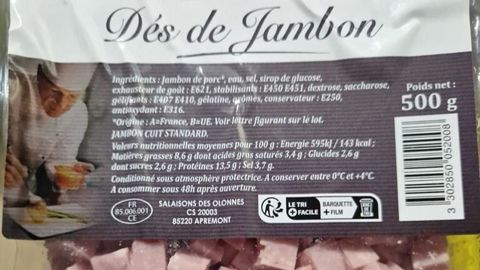 Dés de Jambon
Ingrédients : Jambon de porc*, eau, sel, sirop de glucose,
exhausteur de goût : E621, stabilisants : E450 E451, dextrose, saccharose,
gélifiants : E407 E410, gélatine, arômes, conservateur : E250,
antioxydant : E316.
*Origine : A=France, B=UE. Voir lettre figurant sur le lot.
JAMBON CUIT STANDARD.
Valeurs nutritionnelles moyennes pour 100 g : Energie 595kJ / 143 kcal ;
Matières grasses 8,6 g dont acides gras saturés 3,4 g ; Glucides 2,6 g
dont sucres 2,6 g ; Protéines 13.5 g ; Sel 3,7 g.
Conditionné sous atmosphère protectrice. A conserver entre 0°C et +4°C
A consommer sous 48h après ouverture.
Poids net :
500 g
3 302850 052008
FR
85.006.001
CE
SALAISONS DES OLONNES
CS 20003
85220 APREMONT
LE TRI
+ FACILE
BARQUETTE
+ FILM